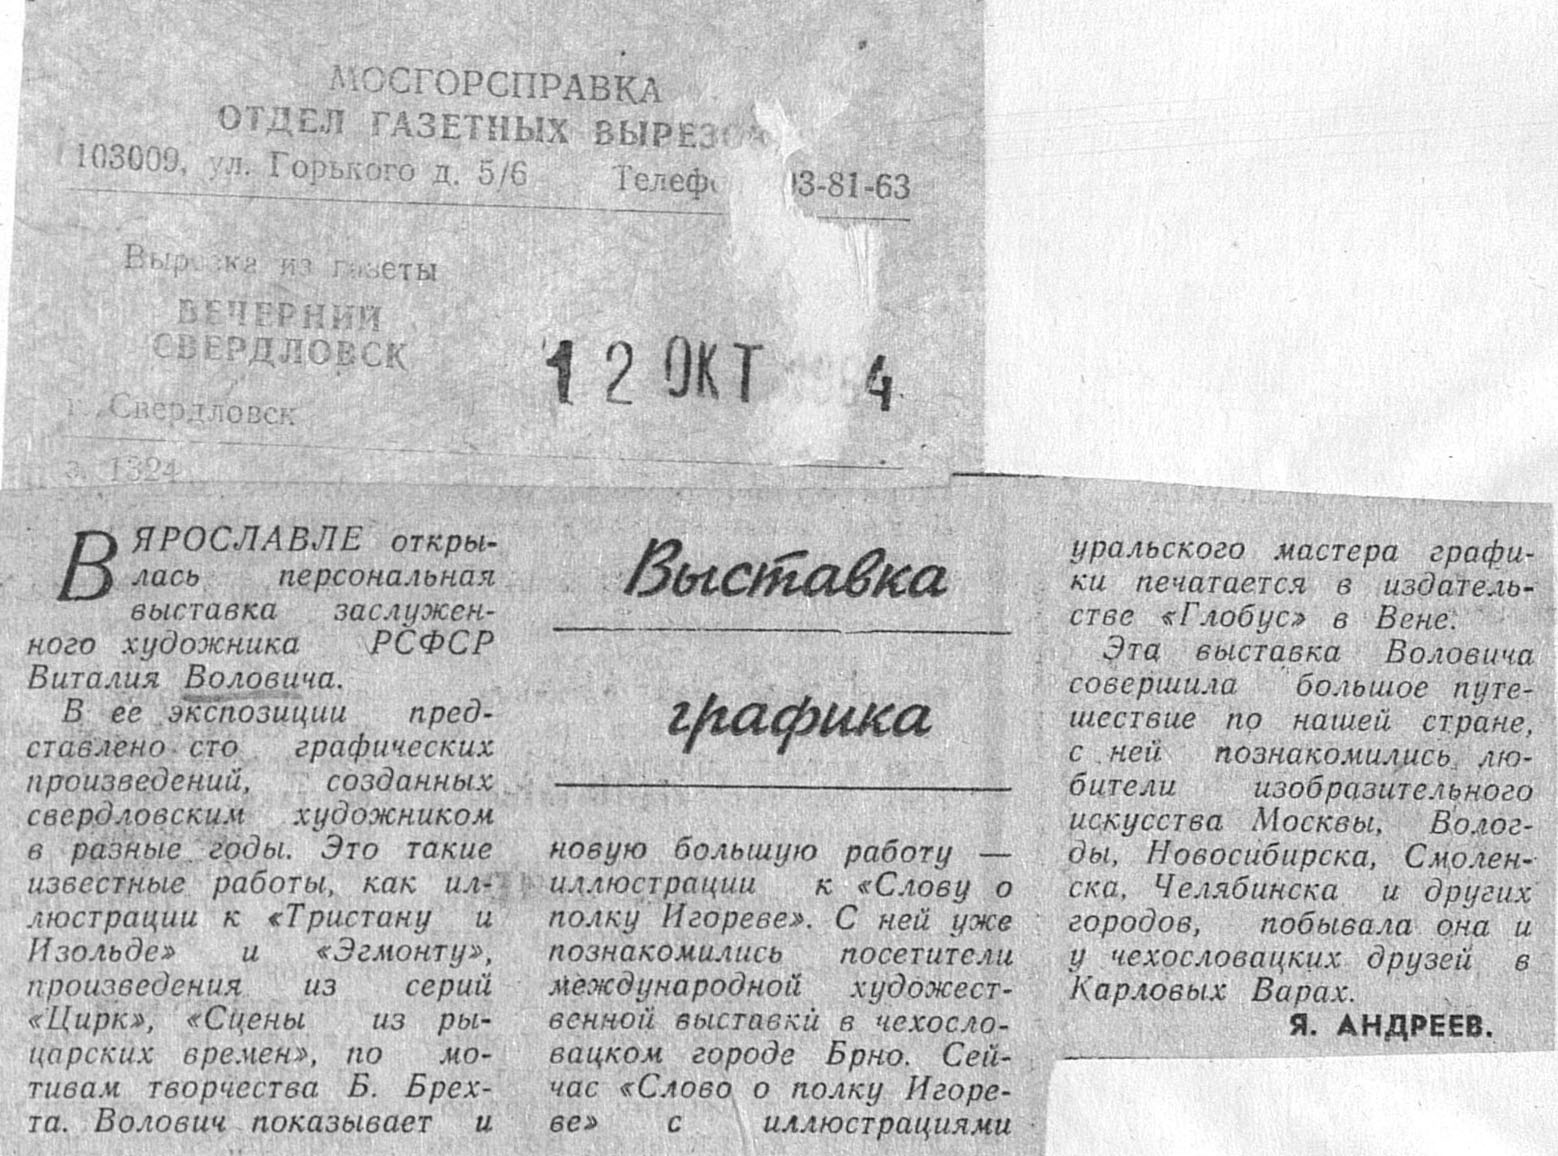 МОСГОРСПРАВКА
ОТДЕЛ ГАЗЕТНЫХ ВЫРЕЗОК
103009, ул. Горького д. 5/6 Телефо 93-81-63
Вырезка из газеты
ВЕЧЕРНИЙ
СВЕРДЛОВСК
г. Свердловск
12 ОКТ 1984
з. 1324
В ЯРОСЛАВЛЕ откры-
лась персональная
выставка заслужен-
ного художника РСФСР
Виталия Воловича.
В ее экспозиции пред-
ставлено сто графических
произведений, созданных
свердловским художником
в разные годы. Это такие
известные работы, как ил-
люстрации к «Тристану и
Изольде» и «Эгмонту»,
произведения из серий
«Цирк», «Сцены из ры-
царских времен», по мо-
тивам творчества Б. Брех-
та. Волович показывает и
Выставка
графика
новую большую работу —
иллюстрации к «Слову о
полку Игореве». С ней уже
познакомились посетители
международной художест-
венной выставки в чехосло-
вацком городе Брно. Сей-
час «Слово о полку Игоре-
ве» с иллюстрациями
уральского мастера графи-
ки печатается в издатель-
стве «Глобус» в Вене.
Эта выставка Воловича
совершила большое путе-
шествие по нашей стране,
с ней познакомились лю-
бители изобразительного
искусства Москвы, Волог-
ды, Новосибирска, Смолен-
ска, Челябинска и других
городов, побывала она и
у чехословацких друзей в
Карловых Варах.
Я. АНДРЕЕВ.